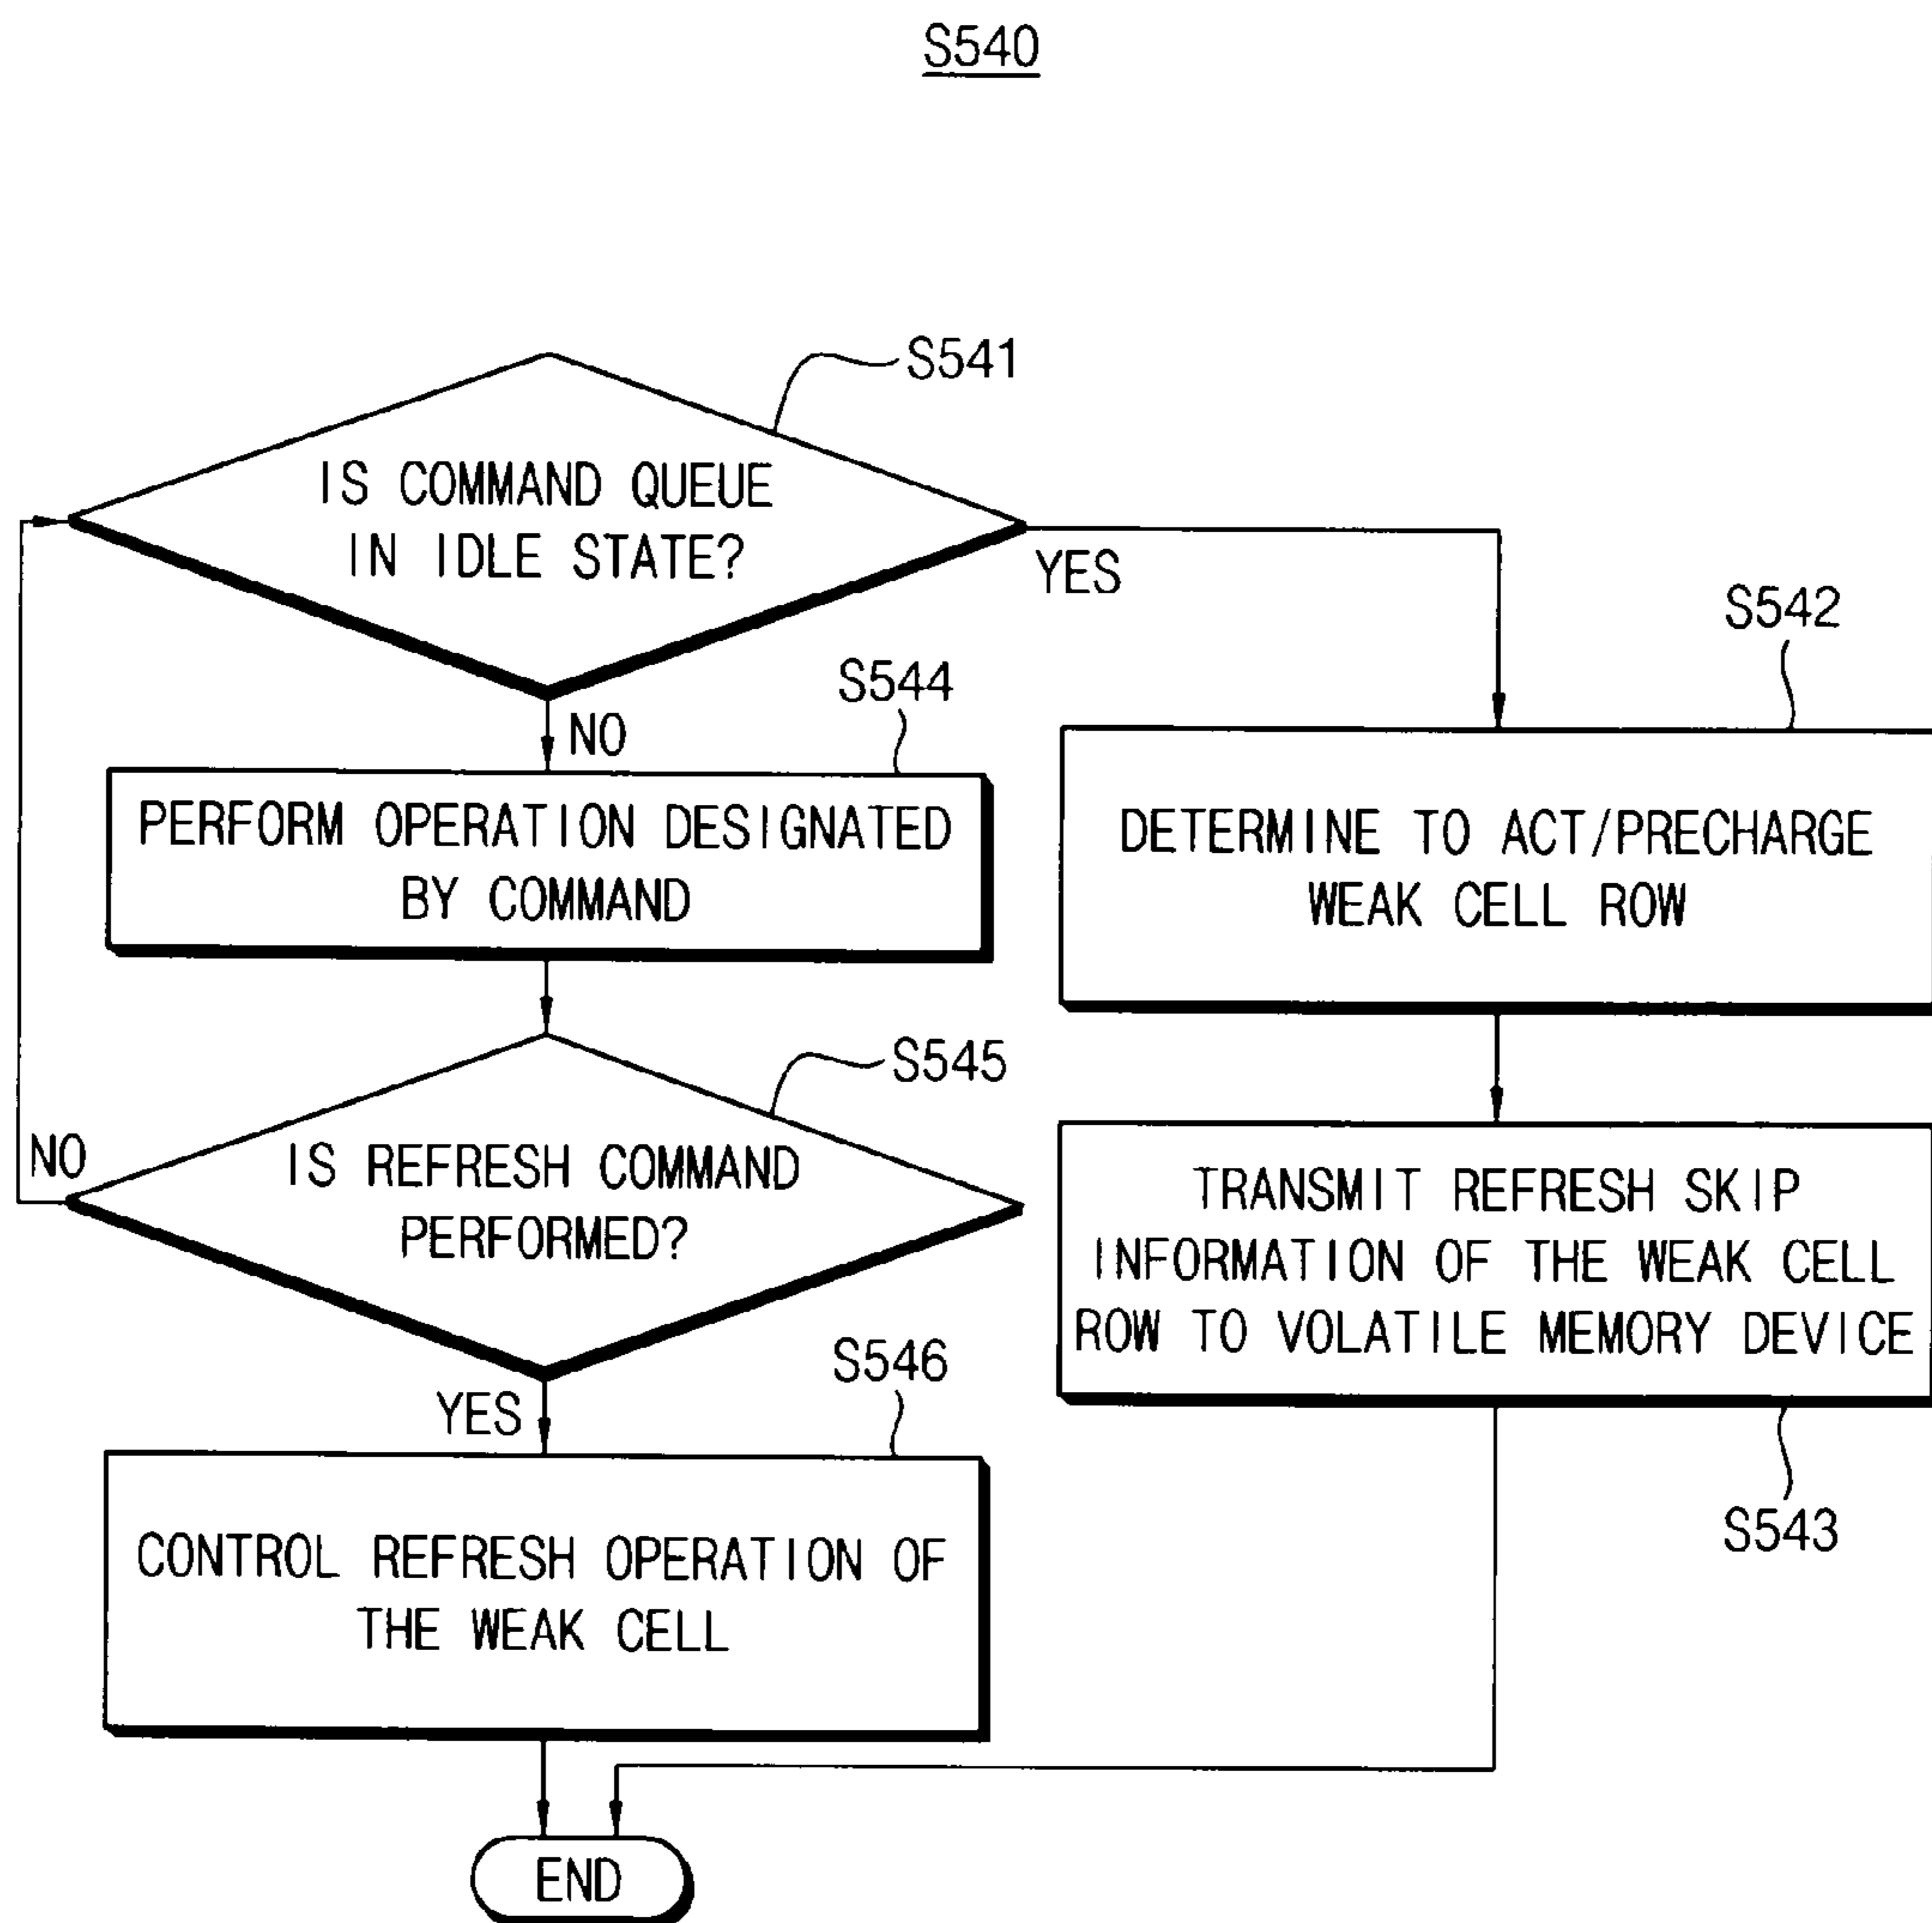 S540
S541
IS COMMAND QUEUE
IN IDLE STATE?
YES
S542
S544
NO
PERFORM OPERATION DESIGNATED
BY COMMAND
DETERMINE TO ACT/PRECHARGE
WEAK CELL ROW
S545
NO
IS REFRESH COMMAND
PERFORMED?
TRANSMIT REFRESH SKIP
INFORMATION OF THE WEAK CELL
ROW TO VOLATILE MEMORY DEVICE
S546
YES
S543
CONTROL REFRESH OPERATION OF
THE WEAK CELL
END